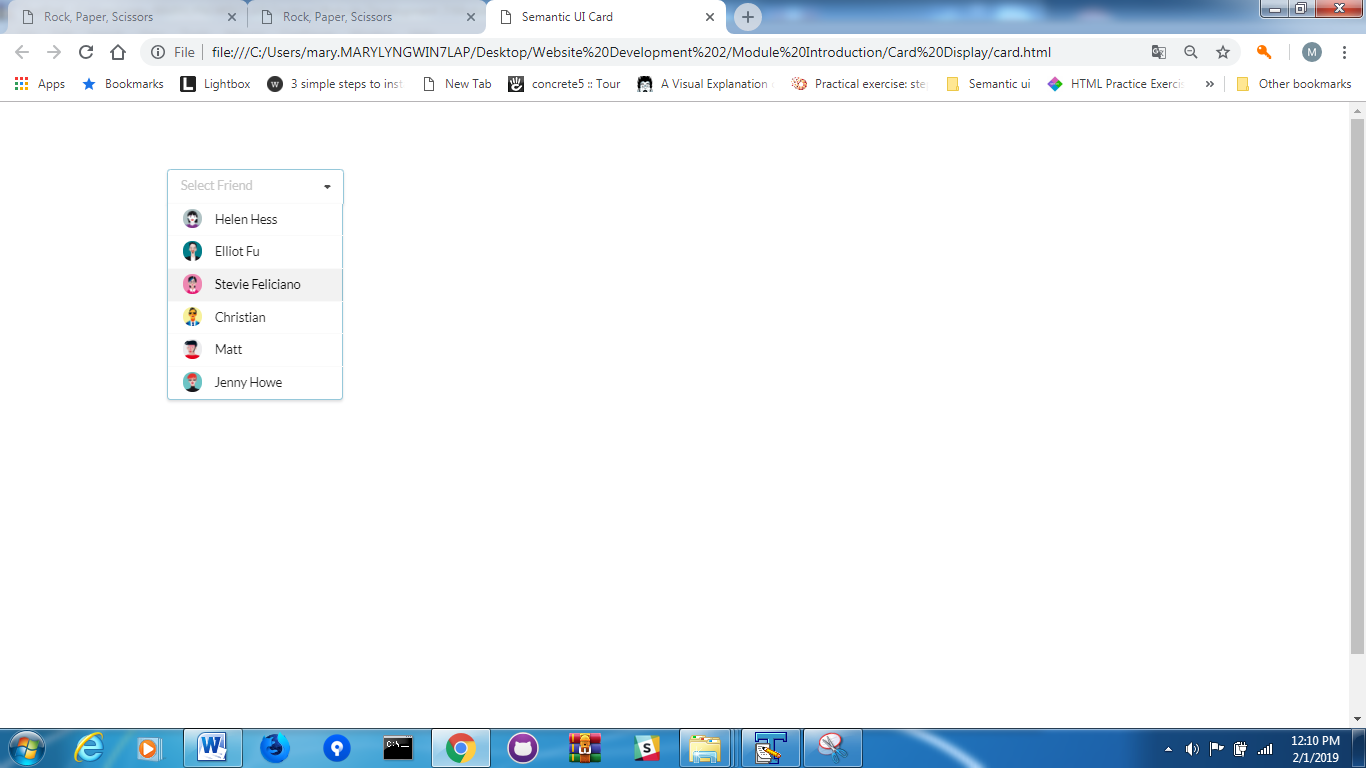 Rock, Paper, Scissors
Rock, Paper, Scissors
Semantic UI Card
File file:///C:/Users/mary.MARYLYNGWIN7LAP/Desktop/Website%20Development%202/Module%20Introduction/Card%20Display/card.html
M
Apps Bookmarks Lightbox 3 simple steps to inst New Tab concrete5 :: Tour A Visual Explanation Practical exercise: ste Semantic ui HTML Practice Exerci » Other bookmarks
Select Friend
Helen Hess
Elliot Fu
Stevie Feliciano
Christian
Matt
Jenny Howe
12:10 PM
2/1/2019